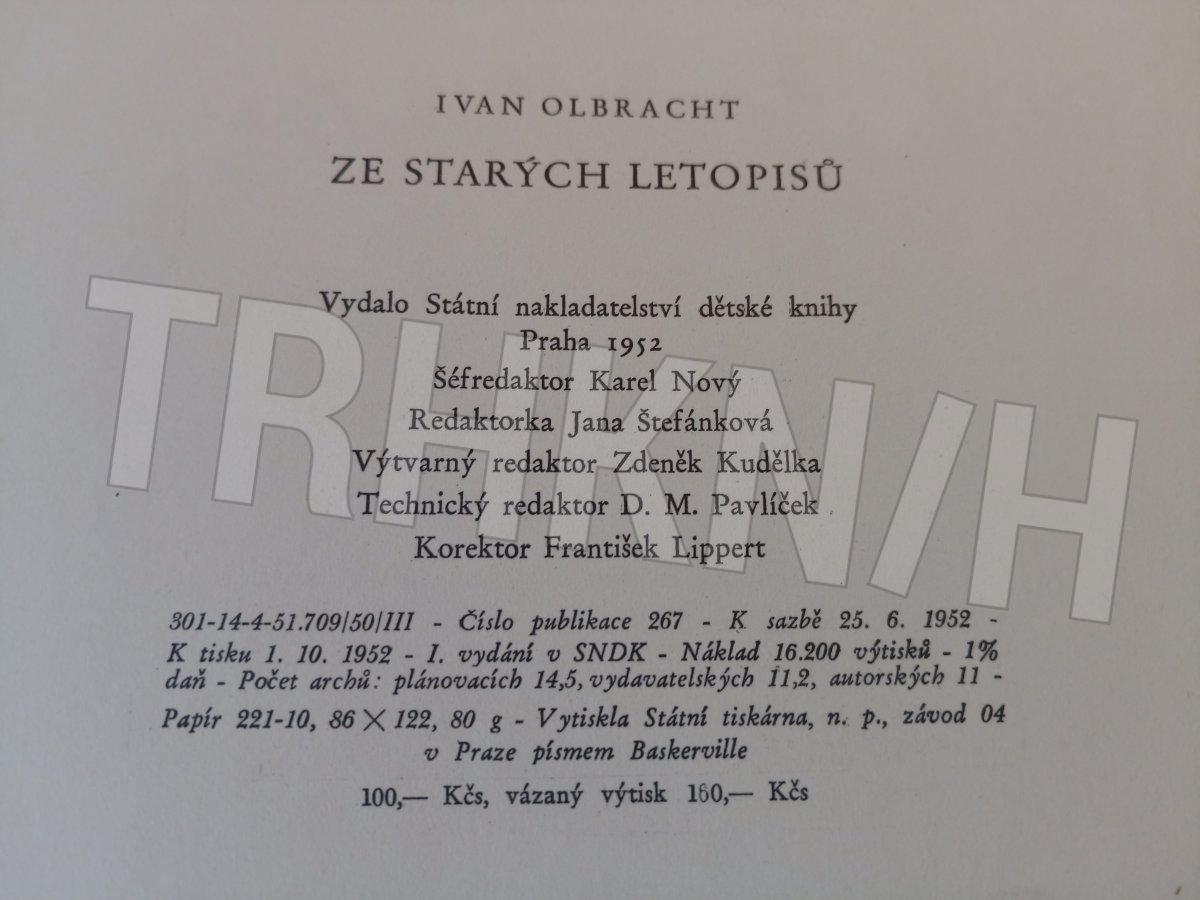 IVAN OLBRACHT
ZE STARÝCH LETOPISŮ
Vydalo Státní nakladatelství dětské knihy
Praha 1952
Šéfredaktor Karel Nový
Redaktorka Jana Štefánková
Výtvarný redaktor Zdeněk Kudělka
Technický redaktor D. M. Pavlíček
Korektor František Lippert
301-14-4-51.709/50/III - Číslo publikace 267 - K sazbě 25. 6. 1952 -
K tisku 1. 10. 1952 - I. vydání v SNDK - Náklad 16.200 výtisků - 1%
daň - Počet archů: plánovacích 14,5, vydavatelských 11,2, autorských 11 -
Papír 221-10, 86 × 122, 80 g - Vytiskla Státní tiskárna, n. p., závod 04
v Praze písmem Baskerville
100,— Kčs, vázaný výtisk 160,— Kčs
TRHKN/H